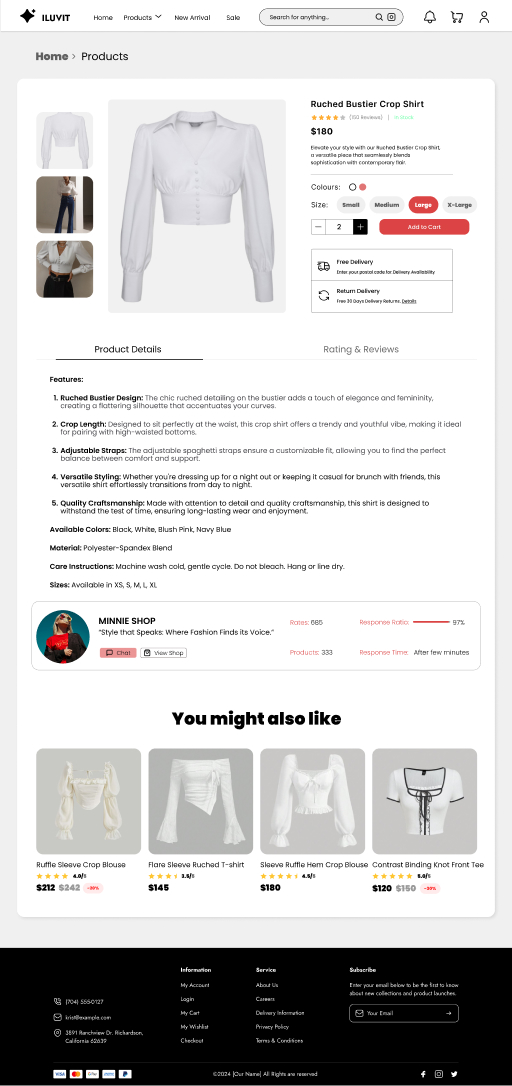 ILUVIT
Home
Products
New Arrival
Sale
Search for anything..
Home > Products
Ruched Bustier Crop Shirt
(120 Reviews) | In Stock
$180
Elevate your style with our Ruched Bustier Crop Shirt,
a versatile piece that seamlessly blends
sophistication with contemporary flair.
Colours:
Size: Small Medium Large X-Large
2 Add to Cart
Free Delivery
Enter your postal code for Delivery Availability
Return Delivery
Free 30 Days Delivery Returns. Details
Product Details
Rating & Reviews
Features:
1. Ruched Bustier Design: The chic ruched detailing on the bustier adds a touch of elegance and femininity,
creating a flattering silhouette that accentuates your curves.
2. Crop Length: Designed to sit perfectly at the waist, this crop shirt offers a trendy and youthful vibe, making it ideal
for pairing with high-waisted bottoms.
3. Adjustable Straps: The adjustable spaghetti straps ensure a customizable fit, allowing you to find the perfect
balance between comfort and support.
4. Versatile Styling: Whether you're dressing up for a night out or keeping it casual for brunch with friends, this
versatile shirt effortlessly transitions from day to night.
5. Quality Craftsmanship: Made with attention to detail and quality craftsmanship, this shirt is designed to
withstand the test of time, ensuring long-lasting wear and enjoyment.
Available Colors: Black, White, Blush Pink, Navy Blue
Material: Polyester-Spandex Blend
Care Instructions: Machine wash cold, gentle cycle. Do not bleach. Hang or line dry.
Sizes: Available in XS, S, M, L, XL
MINNIE SHOP
"Style that Speaks: Where Fashion Finds its Voice."
Chat
View Shop
Rates: 685
Response Ratio: 97%
Products: 333
Response Time: After few minutes
You might also like
Ruffle Sleeve Crop Blouse
4.0/5
$212 $242 -20%
Flare Sleeve Ruched T-shirt
3.5/5
$145
Sleeve Ruffle Hem Crop Blouse
4.5/5
$180
Contrast Binding Knot Front Tee
5.0/5
$120 $150 -20%
(704) 555-0127
krist@example.com
3891 Ranchview Dr. Richardson,
California 62639
Information
My Account
Login
My Cart
My Wishlist
Checkout
Service
About Us
Careers
Delivery Information
Privacy Policy
Terms & Conditions
Subscribe
Enter your email below to be the first to know
about new collections and product launches.
Your Email
VISA
G Pay
©2024 [Our Name] All Rights are reserved